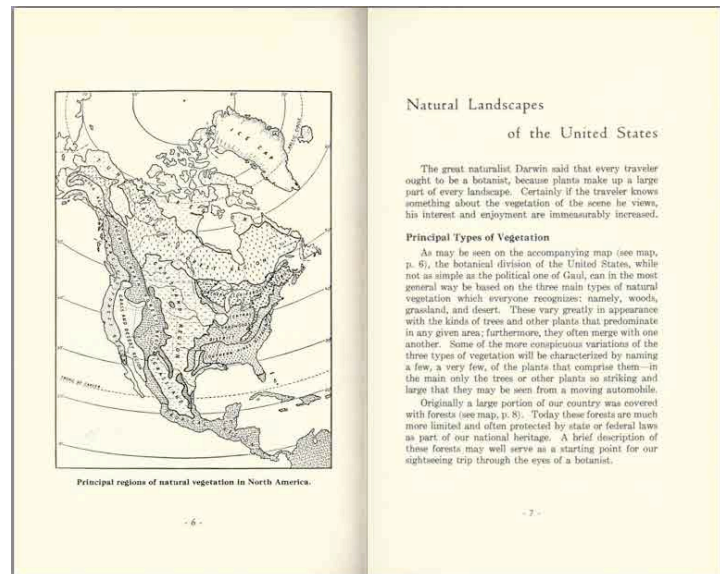 ICE CAP
TROPIC OF CANCER
Principal regions of natural vegetation in North America.
- 6 -
Natural Landscapes
of the United States
The great naturalist Darwin said that every traveler
ought to be a botanist, because plants make up a large
part of every landscape. Certainly if the traveler knows
something about the vegetation of the scene he views,
his interest and enjoyment are immeasurably increased.
Principal Types of Vegetation
As may be seen on the accompanying map (see map,
p. 6), the botanical division of the United States, while
not as simple as the political one of Gaul, can in the most
general way be based on the three main types of natural
vegetation which everyone recognizes: namely, woods,
grassland, and desert. These vary greatly in appearance
with the kinds of trees and other plants that predominate
in any given area; furthermore, they often merge with one
another. Some of the more conspicuous variations of the
three types of vegetation will be characterized by naming
a few, a very few, of the plants that comprise them—in
the main only the trees or other plants so striking and
large that they may be seen from a moving automobile.
Originally a large portion of our country was covered
with forests (see map, p. 8). Today these forests are much
more limited and often protected by state or federal laws
as part of our national heritage. A brief description of
these forests may well serve as a starting point for our
sightseeing trip through the eyes of a botanist.
- 7 -